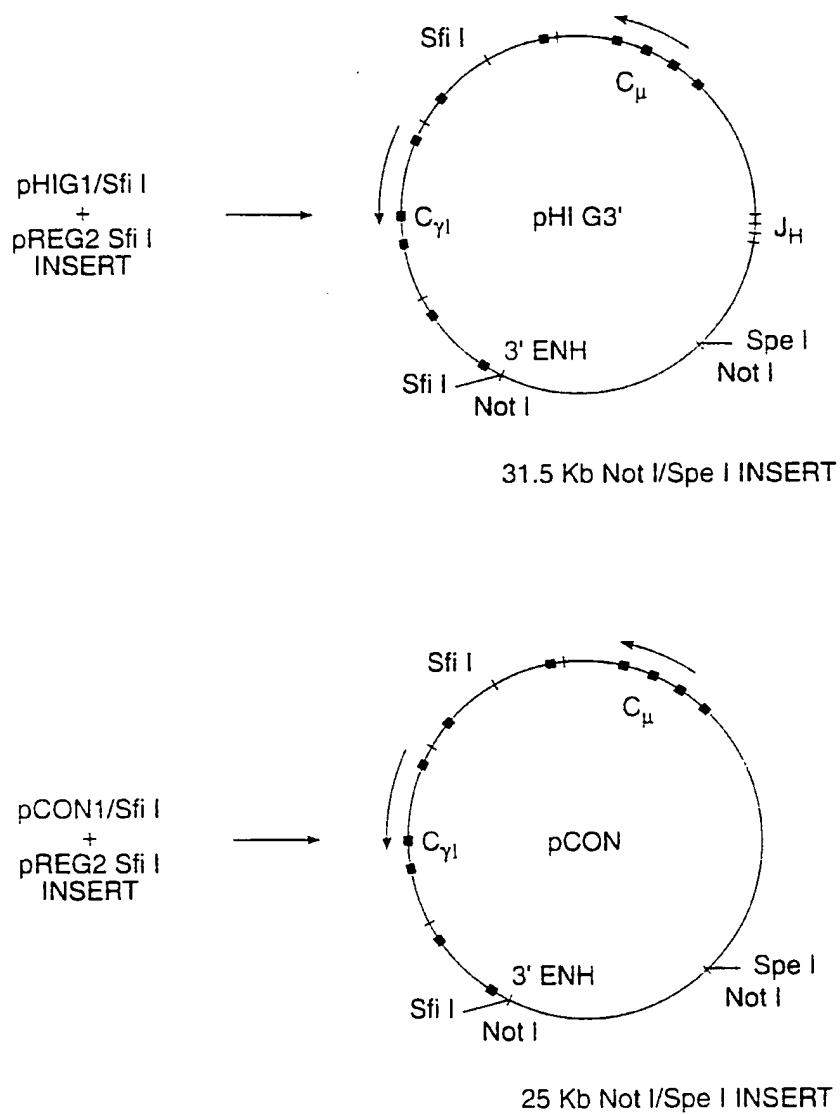 Sfi I
Cμ
pHIG1/Sfi I
+
pREG2 Sfi I
INSERT
CγI
pHI G3'
JH
3' ENH
Spe I
Sfi I
Not I
Not I
31.5 Kb Not I/Spe I INSERT
Sfi I
Cμ
pCON1/Sfi I
+
pREG2 Sfi I
INSERT
CγI
pCON
3' ENH
Spe I
Sfi I
Not I
Not I
25 Kb Not I/Spe I INSERT